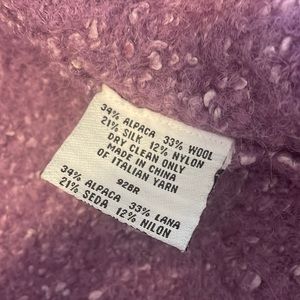 34% ALPACA 33% WOOL
21% SILK 12% NYLON
DRY CLEAN ONLY
MADE IN CHINA
OF ITALIAN YARN
928R
34% ALPACA 33% LANA
21% SEDA 12% NILON